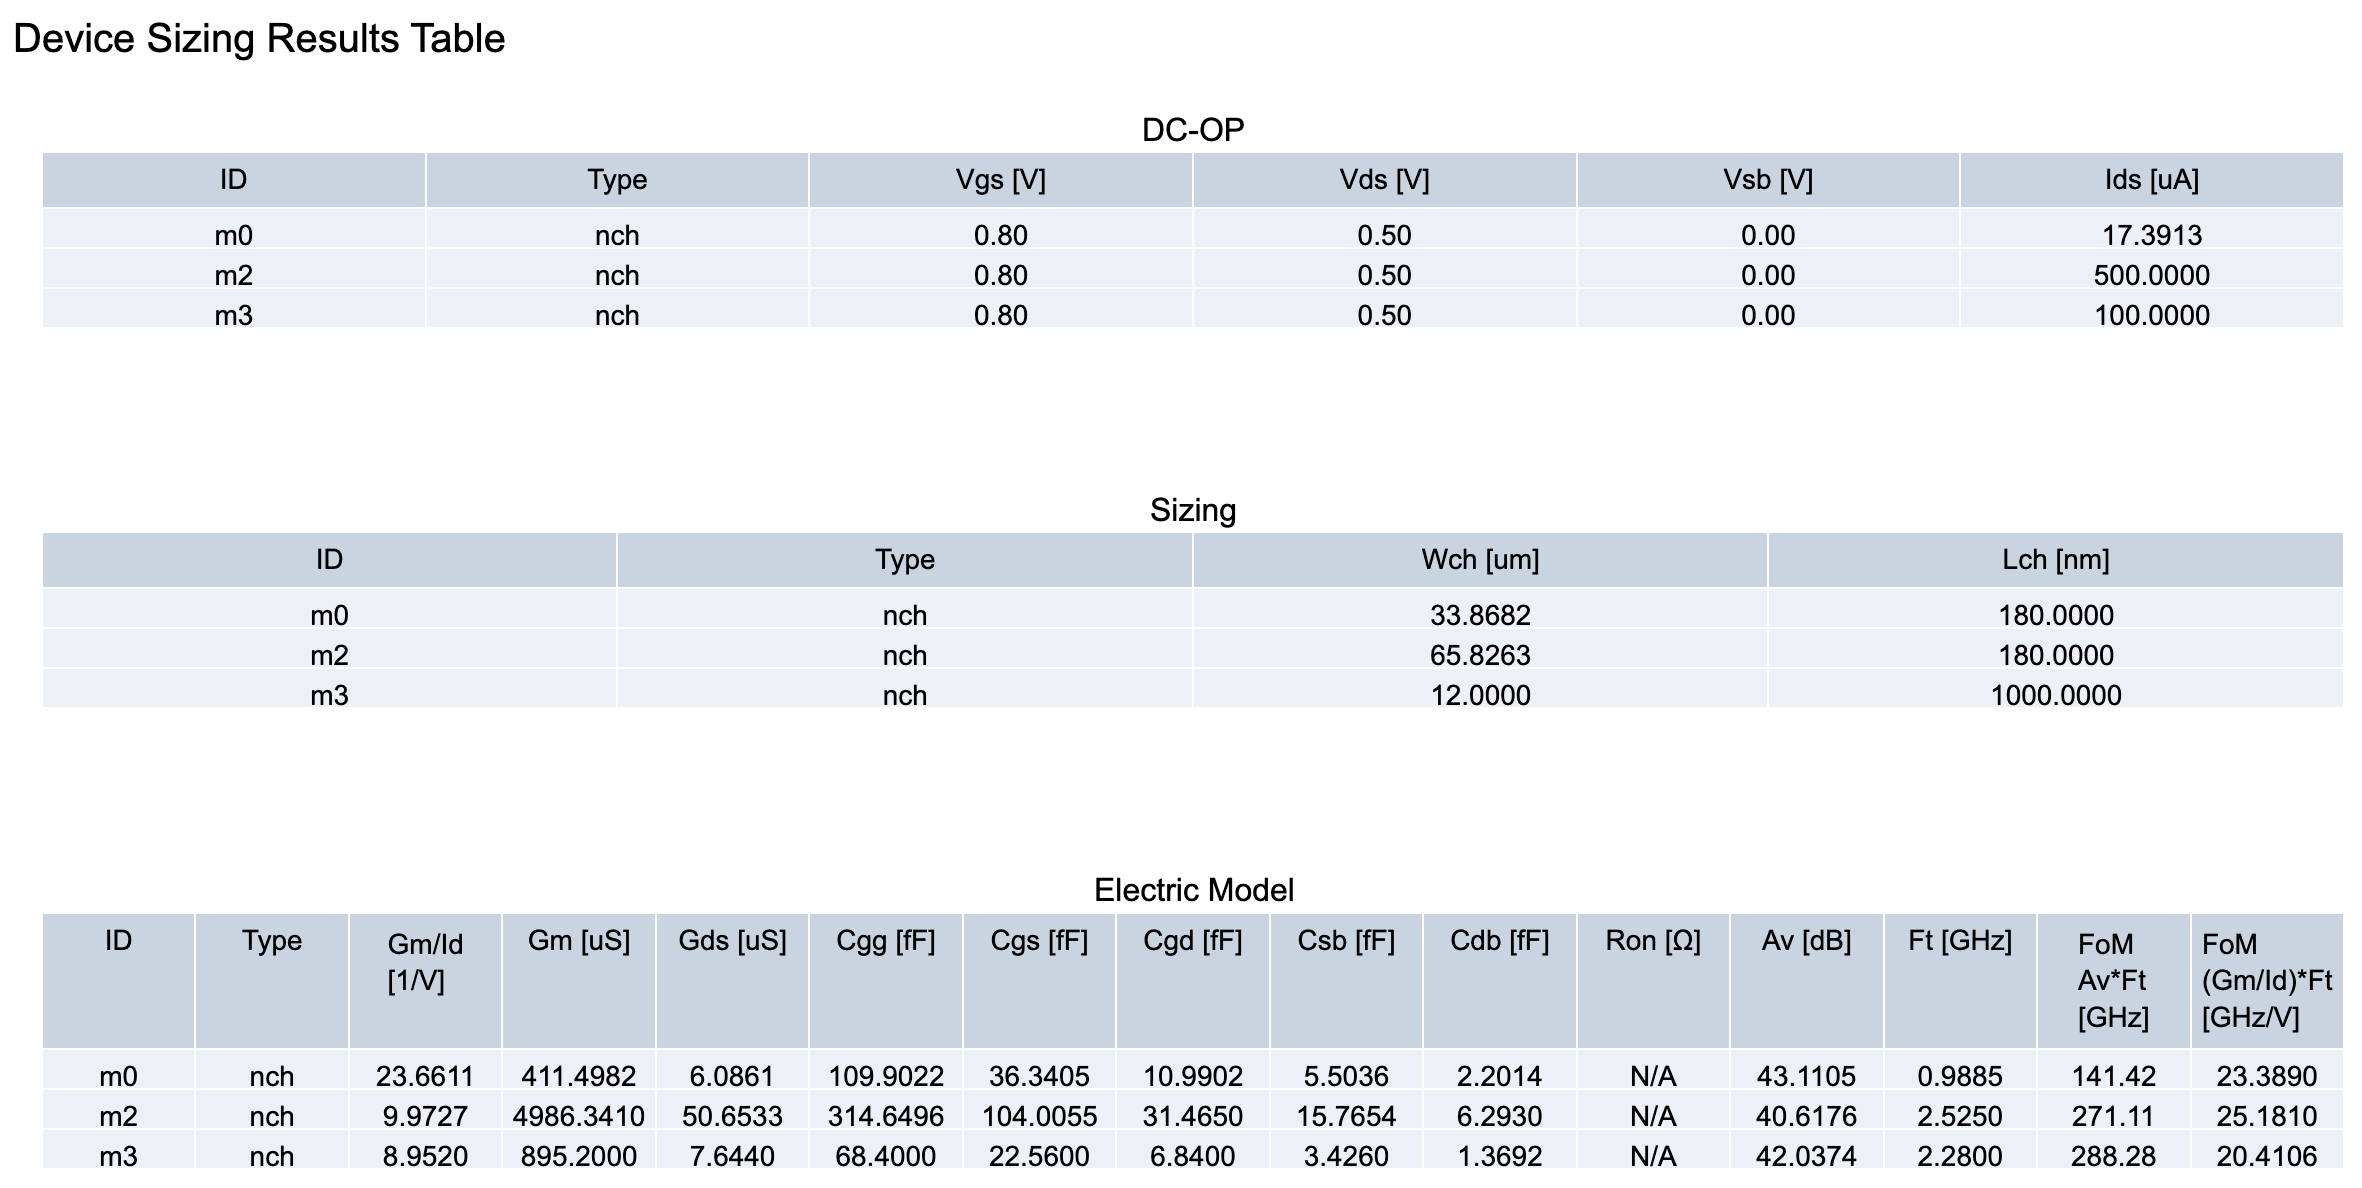 Device Sizing Results Table
DC-OP
ID Type Vgs [V] Vds [V] Vsb [V] Ids [uA]
m0 nch 0.80 0.50 0.00 17.3913
m2 nch 0.80 0.50 0.00 500.0000
m3 nch 0.80 0.50 0.00 100.0000
Sizing
ID Type Wch [um] Lch [nm]
m0 nch 33.8682 180.0000
m2 nch 65.8263 180.0000
m3 nch 12.0000 1000.0000
Electric Model
ID Type Gm/Id [1/V] Gm [uS] Gds [uS] Cgg [fF] Cgs [fF] Cgd [fF] Csb [fF] Cdb [fF] Ron [Ω] Av [dB] Ft [GHz] FoM Av*Ft [GHz] FoM (Gm/Id)*Ft [GHz/V]
m0 nch 23.6611 411.4982 6.0861 109.9022 36.3405 10.9902 5.5036 2.2014 N/A 43.1105 0.9885 141.42 23.3890
m2 nch 9.9727 4986.3410 50.6533 314.6496 104.0055 31.4650 15.7654 6.2930 N/A 40.6176 2.5250 271.11 25.1810
m3 nch 8.9520 895.2000 7.6440 68.4000 22.5600 6.8400 3.4260 1.3692 N/A 42.0374 2.2800 288.28 20.4106